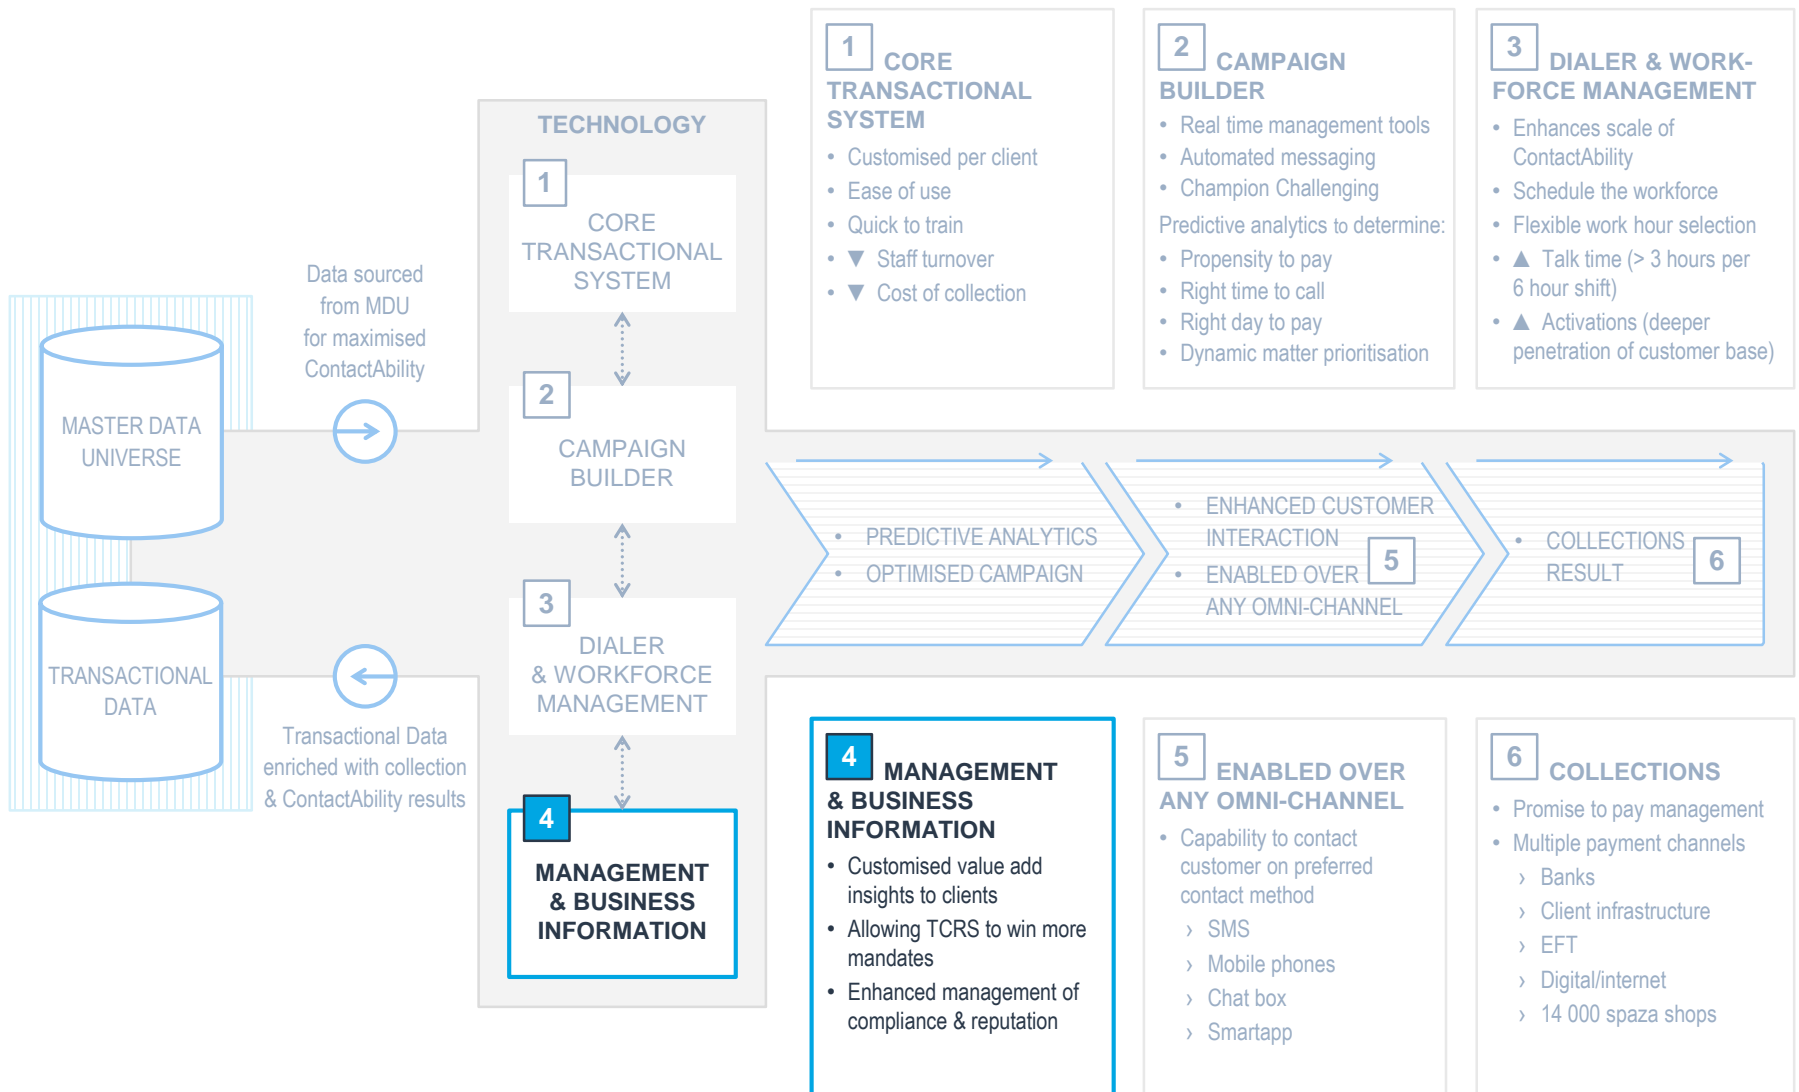 1 CORE
TRANSACTIONAL
SYSTEM
• Customised per client
• Ease of use
• Quick to train
• ▼ Staff turnover
• ▼ Cost of collection
2 CAMPAIGN
BUILDER
• Real time management tools
• Automated messaging
• Champion Challenging
Predictive analytics to determine:
• Propensity to pay
• Right time to call
• Right day to pay
• Dynamic matter prioritisation
3 DIALER & WORK-
FORCE MANAGEMENT
• Enhances scale of
ContactAbility
• Schedule the workforce
• Flexible work hour selection
• ▲ Talk time (> 3 hours per
6 hour shift)
• ▲ Activations (deeper
penetration of customer base)
MASTER DATA
UNIVERSE
TRANSACTIONAL
DATA
Data sourced
from MDU
for maximised
ContactAbility
Transactional Data
enriched with collection
& ContactAbility results
TECHNOLOGY
1
CORE
TRANSACTIONAL
SYSTEM
2
CAMPAIGN
BUILDER
3
DIALER
& WORKFORCE
MANAGEMENT
4
MANAGEMENT
& BUSINESS
INFORMATION
• PREDICTIVE ANALYTICS
• OPTIMISED CAMPAIGN
• ENHANCED CUSTOMER
INTERACTION
• ENABLED OVER
ANY OMNI-CHANNEL
5
• COLLECTIONS
RESULT
6
4 MANAGEMENT
& BUSINESS
INFORMATION
• Customised value add
insights to clients
• Allowing TCRS to win more
mandates
• Enhanced management of
compliance & reputation
5 ENABLED OVER
ANY OMNI-CHANNEL
• Capability to contact
customer on preferred
contact method
› SMS
› Mobile phones
› Chat box
› Smartapp
6 COLLECTIONS
• Promise to pay management
• Multiple payment channels
› Banks
› Client infrastructure
› EFT
› Digital/internet
› 14 000 spaza shops